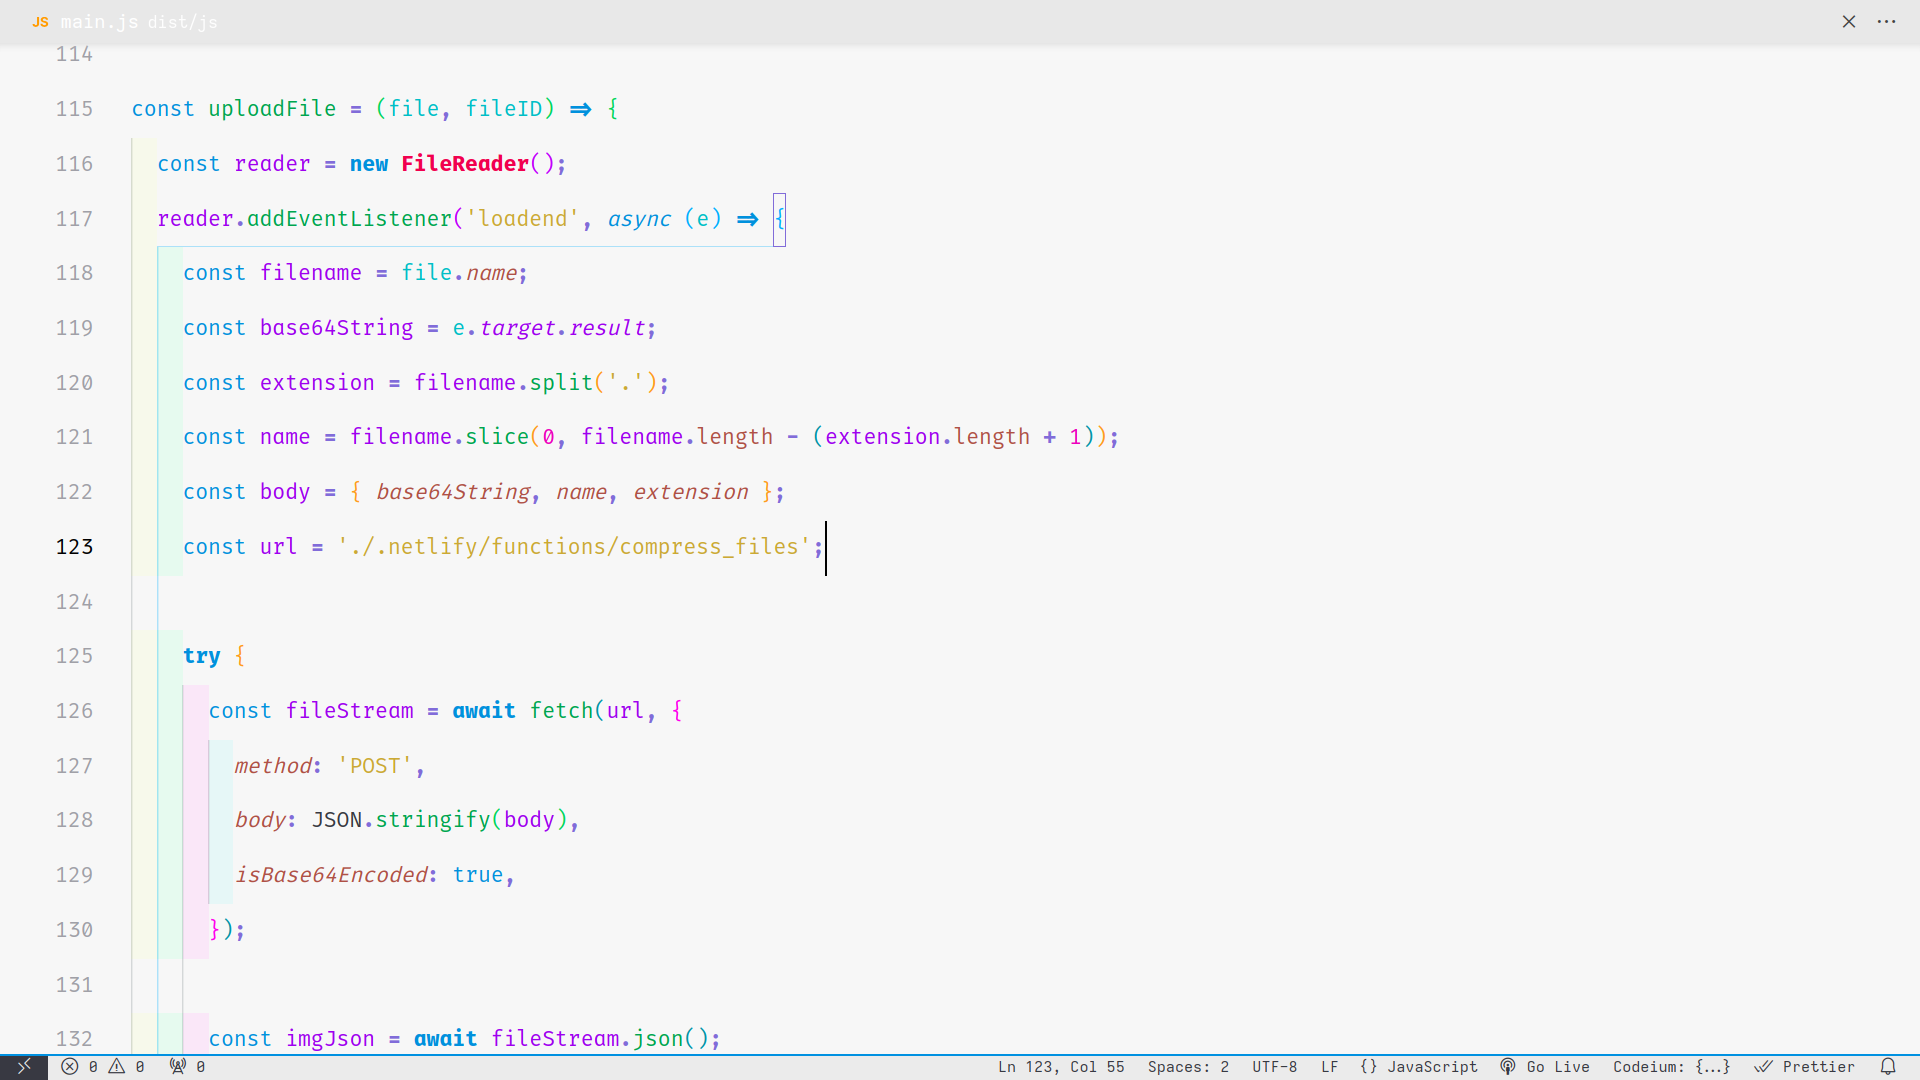 JS main.js dist/js
114
115 const uploadFile = (file, fileID) => {
116 const reader = new FileReader();
117 reader.addEventListener('loadend', async (e) => {
118 const filename = file.name;
119 const base64String = e.target.result;
120 const extension = filename.split('.');
121 const name = filename.slice(0, filename.length - (extension.length + 1));
122 const body = { base64String, name, extension };
123 const url = './.netlify/functions/compress_files';
124
125 try {
126 const fileStream = await fetch(url, {
127 method: 'POST',
128 body: JSON.stringify(body),
129 isBase64Encoded: true,
130 });
131
132 const imgJson = await fileStream.json();
0 0 0 Ln 123, Col 55 Spaces: 2 UTF-8 LF {} JavaScript Go Live Codeium: {...} Prettier